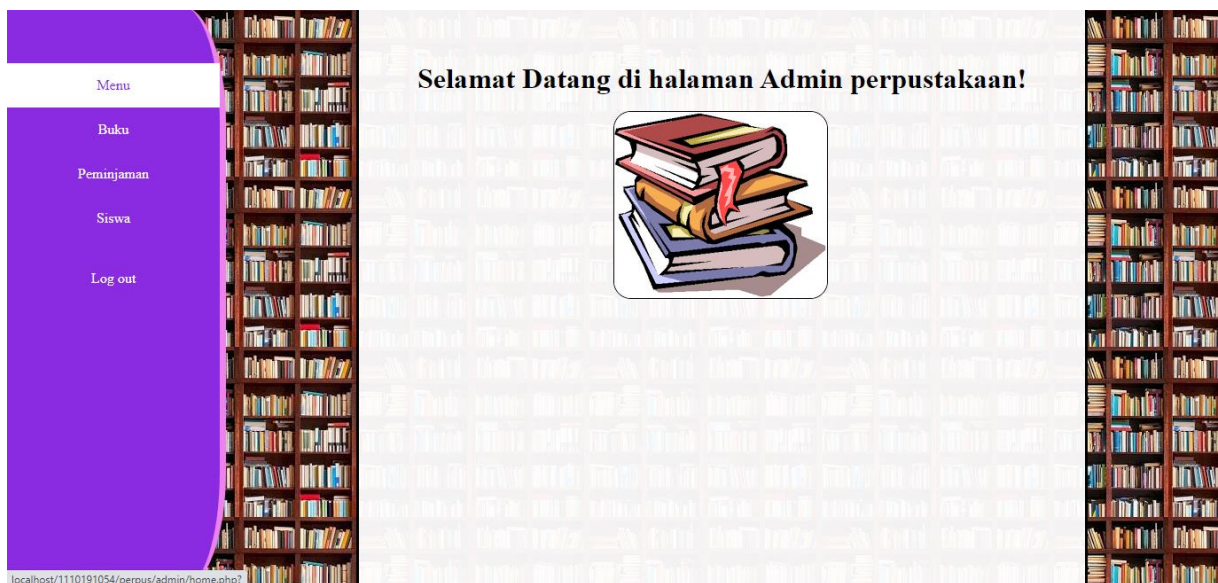 Menu
Buku
Peminjaman
Siswa
Log out
Selamat Datang di halaman Admin perpustakaan!
localhost/1110191054/perpus/admin/home.php?